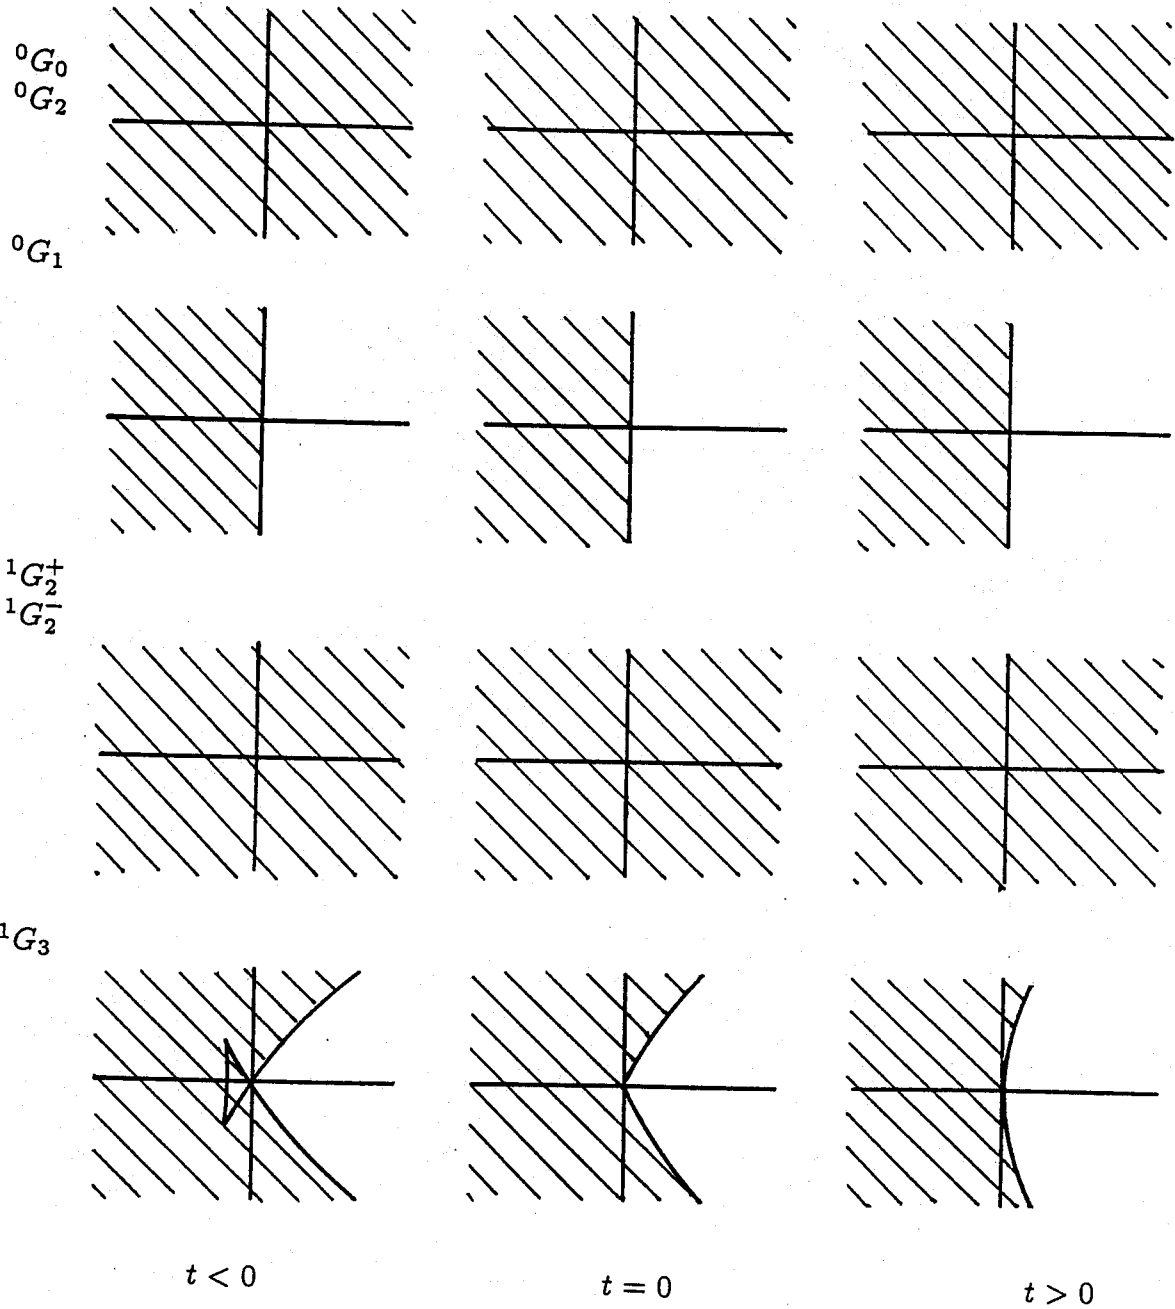 ⁰G₀
⁰G₂
⁰G₁
¹G₂⁺
¹G₂⁻
¹G₃
t < 0
t = 0
t > 0